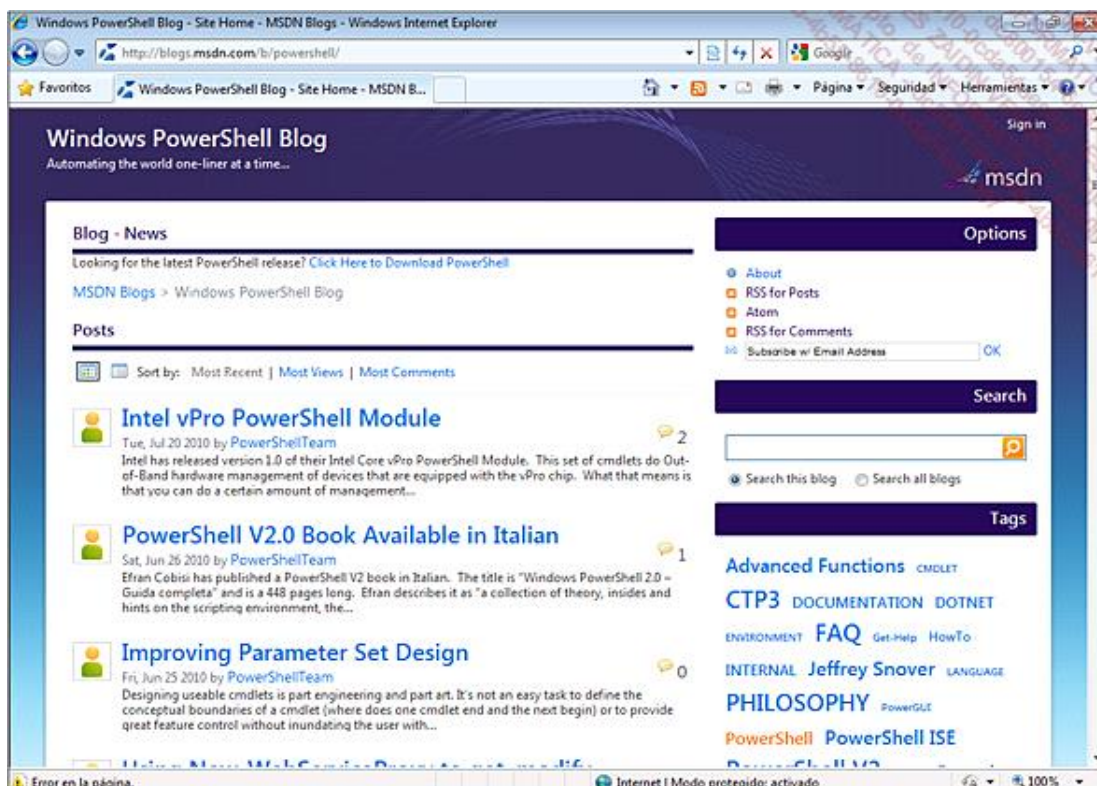 Windows PowerShell Blog - Site Home - MSDN Blogs - Windows Internet Explorer
http://blogs.msdn.com/b/powershell/
Google
Favoritos
Windows PowerShell Blog - Site Home - MSDN B...
Página
Seguridad
Herramientas
Windows PowerShell Blog
Automating the world one-liner at a time...
Sign in
msdn
Blog - News
Looking for the latest PowerShell release? Click Here to Download PowerShell
MSDN Blogs > Windows PowerShell Blog
Posts
Sort by: Most Recent | Most Views | Most Comments
Intel vPro PowerShell Module
2
Tue, Jul 20 2010 by PowerShellTeam
Intel has released version 1.0 of their Intel Core vPro PowerShell Module. This set of cmdlets do Out-
of-Band hardware management of devices that are equipped with the vPro chip. What that means is
that you can do a certain amount of management...
PowerShell V2.0 Book Available in Italian
1
Sat, Jun 26 2010 by PowerShellTeam
Efran Cobisi has published a PowerShell V2 book in Italian. The title is "Windows PowerShell 2.0 –
Guida completa" and is a 448 pages long. Efran describes it as "a collection of theory, insides and
hints on the scripting environment, the...
Improving Parameter Set Design
0
Fri, Jun 25 2010 by PowerShellTeam
Designing useable cmdlets is part engineering and part art. It's not an easy task to define the
conceptual boundaries of a cmdlet (where does one cmdlet end and the next begin) or to provide
great feature control without inundating the user with...
Options
About
RSS for Posts
Atom
RSS for Comments
Subscribe w/ Email Address
OK
Search
Search this blog
Search all blogs
Tags
Advanced Functions CMDLET
CTP3 DOCUMENTATION DOTNET
ENVIRONMENT FAQ Get-Help HowTo
INTERNAL Jeffrey Snover LANGUAGE
PHILOSOPHY PowerGUI
PowerShell PowerShell ISE
PowerShell V2
Error en la página.
Internet | Modo protegido: activado
100%